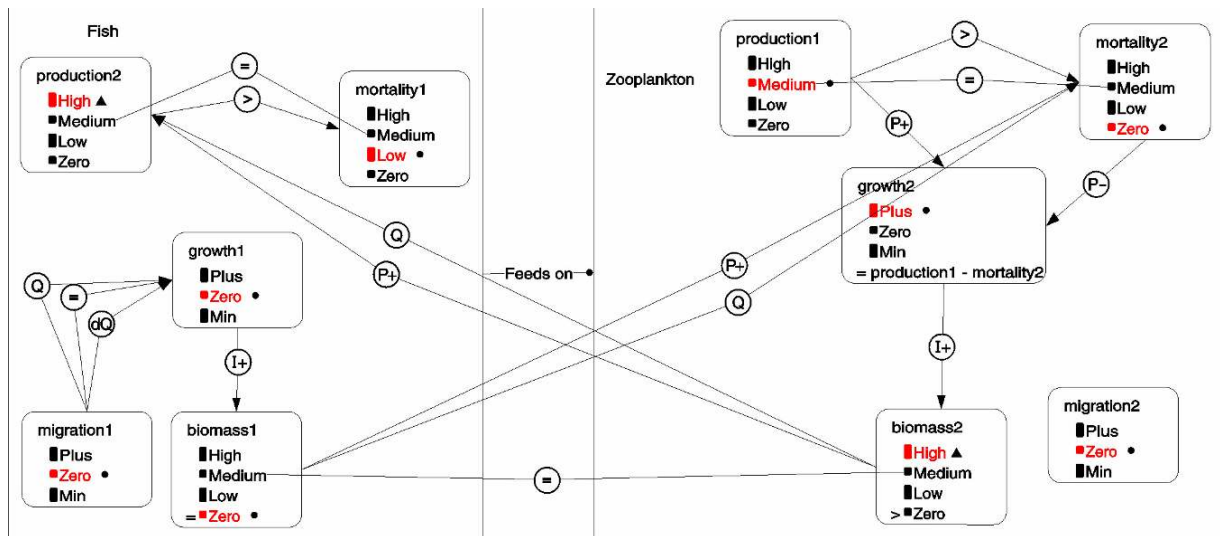 Fish
production2
High
Medium
Low
Zero
=
>
mortality1
High
Medium
Low
Zero
growth1
Plus
Zero
Min
Q
=
dQ
I+
migration1
Plus
Zero
Min
biomass1
High
Medium
Low
= Zero
Q
P+
Feeds on
=
Zooplankton
production1
High
Medium
Low
Zero
>
=
mortality2
High
Medium
Low
Zero
P+
P-
growth2
Plus
Zero
Min
= production1 - mortality2
P+
Q
I+
biomass2
High
Medium
Low
> Zero
migration2
Plus
Zero
Min